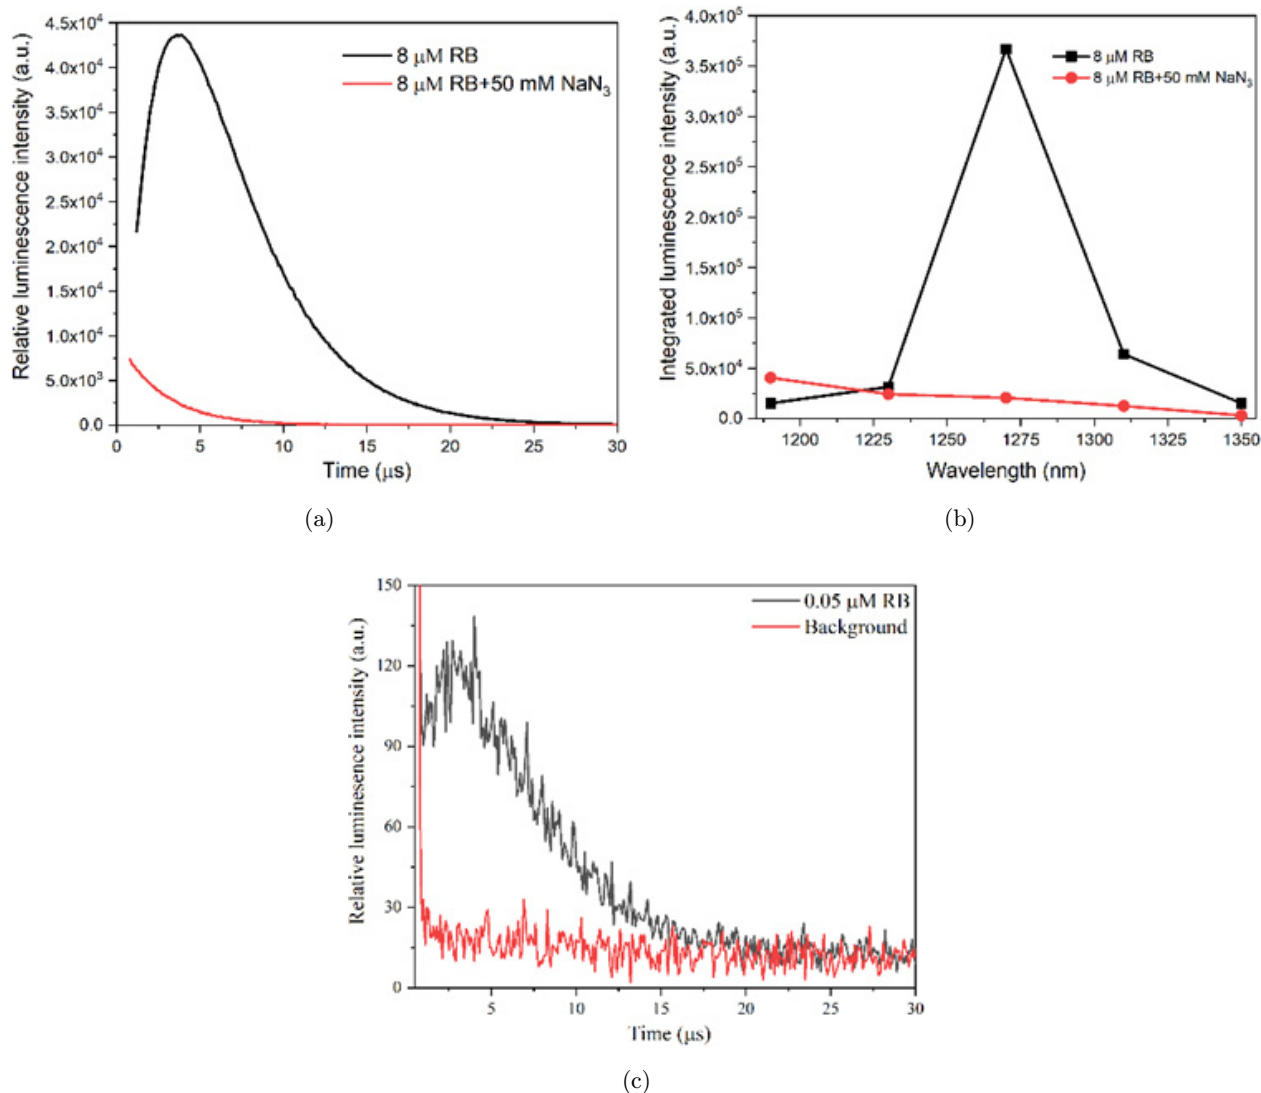 Relative luminescence intensity (a.u.)
4.5x10⁴
4.0x10⁴
3.5x10⁴
3.0x10⁴
2.5x10⁴
2.0x10⁴
1.5x10⁴
1.0x10⁴
5.0x10³
0.0
0 5 10 15 20 25 30
Time (μs)
8 μM RB
8 μM RB+50 mM NaN₃
(a)
Integrated luminescence intensity (a.u.)
4.0x10⁵
3.5x10⁵
3.0x10⁵
2.5x10⁵
2.0x10⁵
1.5x10⁵
1.0x10⁵
5.0x10⁴
0.0
1200 1225 1250 1275 1300 1325 1350
Wavelength (nm)
8 μM RB
8 μM RB+50 mM NaN₃
(b)
Relative luminesence intensity (a.u.)
150
120
90
60
30
0
5 10 15 20 25 30
Time (μs)
0.05 μM RB
Background
(c)